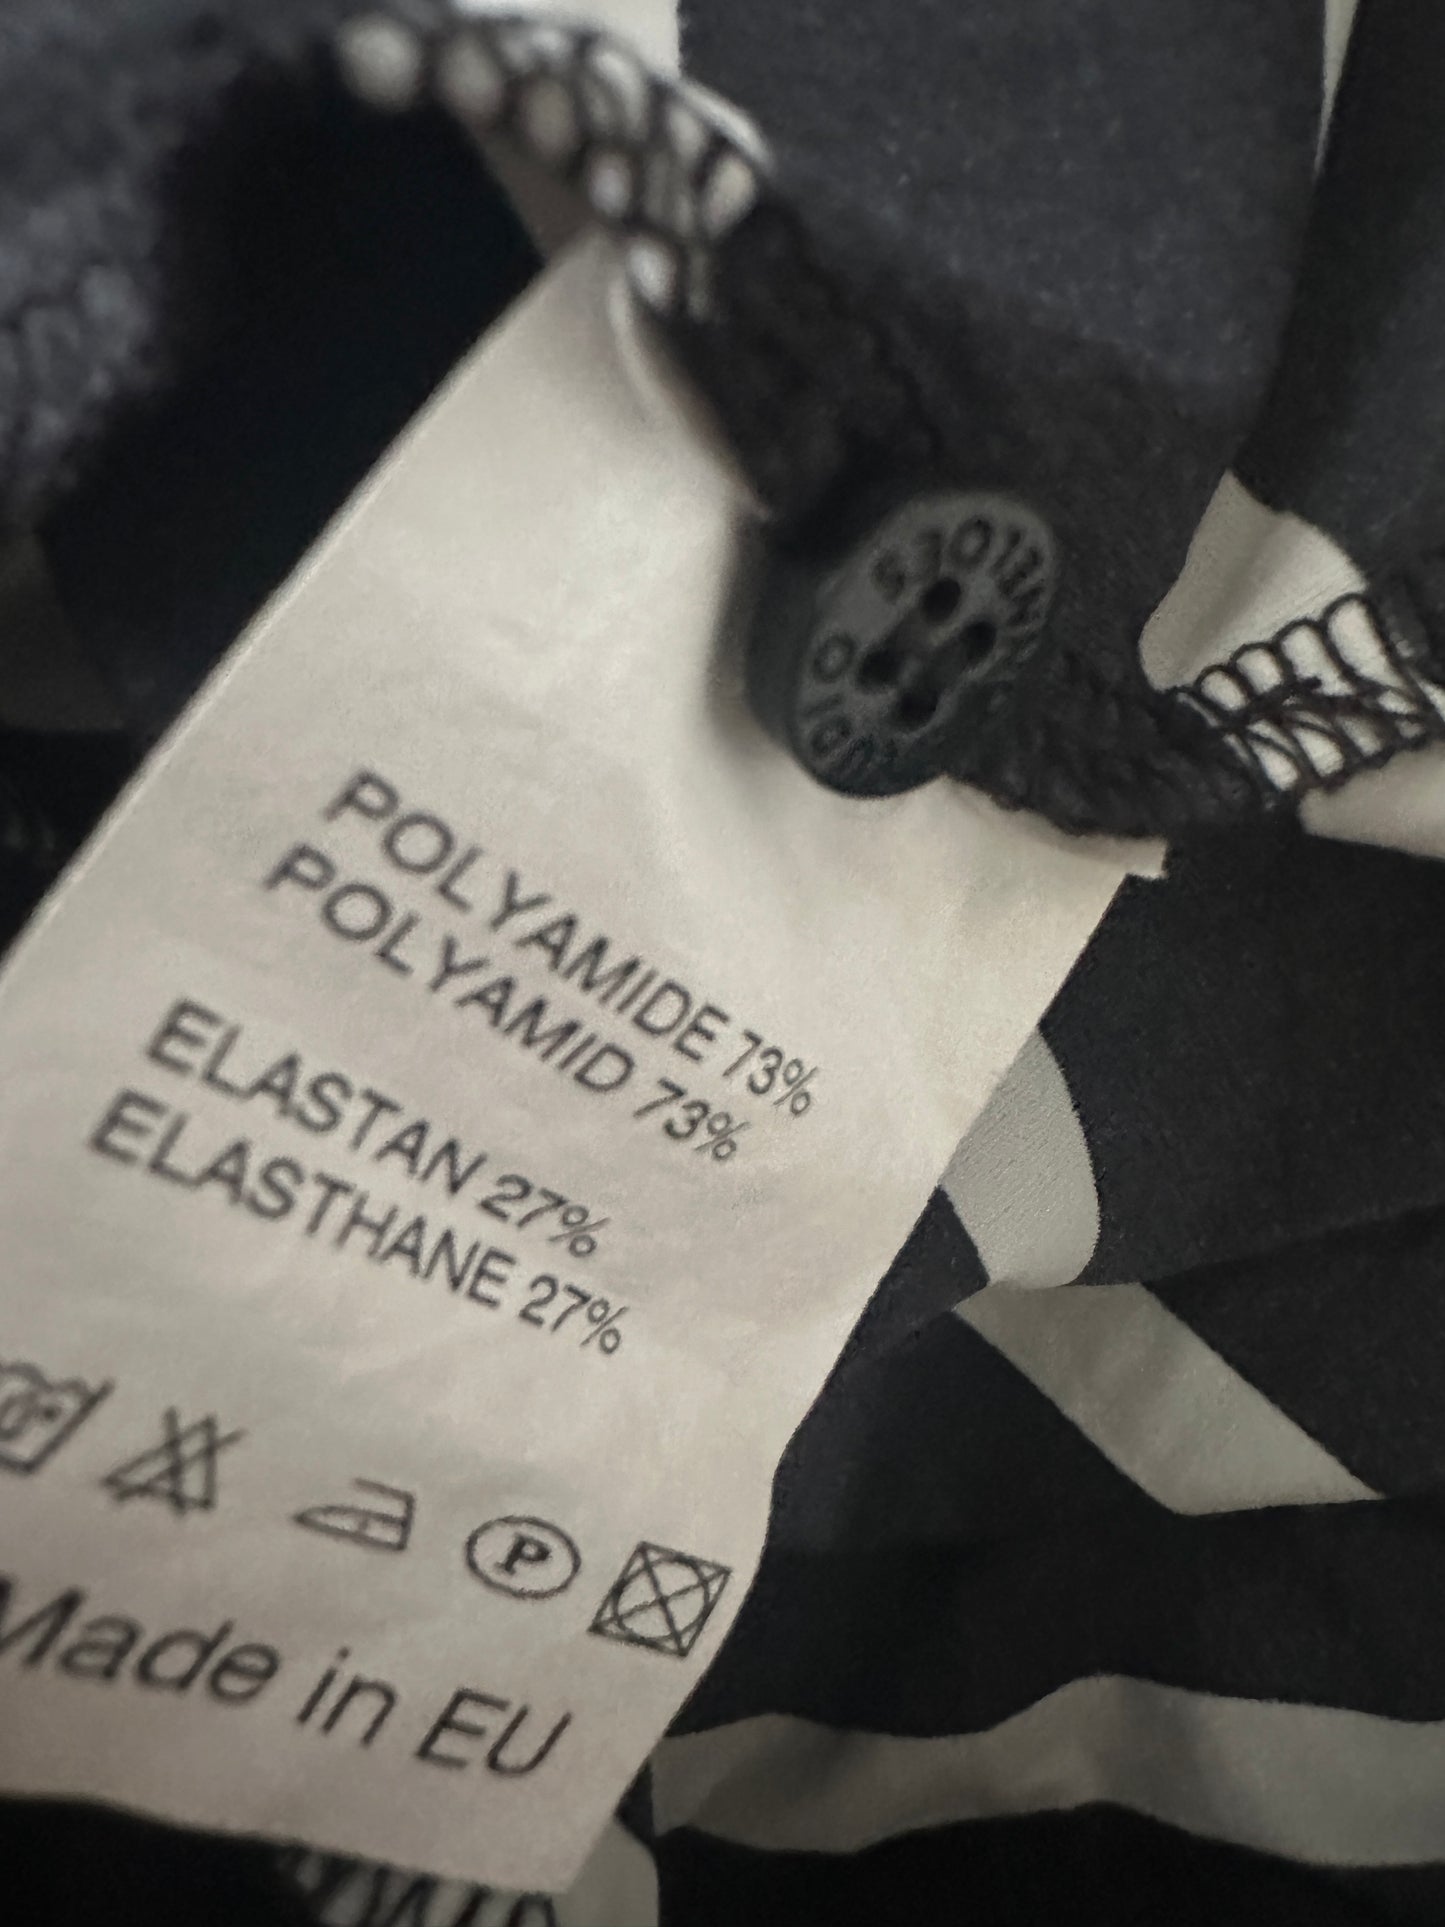 POLYAMIDE 73%
POLYAMID 73%
ELASTAN 27%
ELASTHANE 27%
P
Made in EU